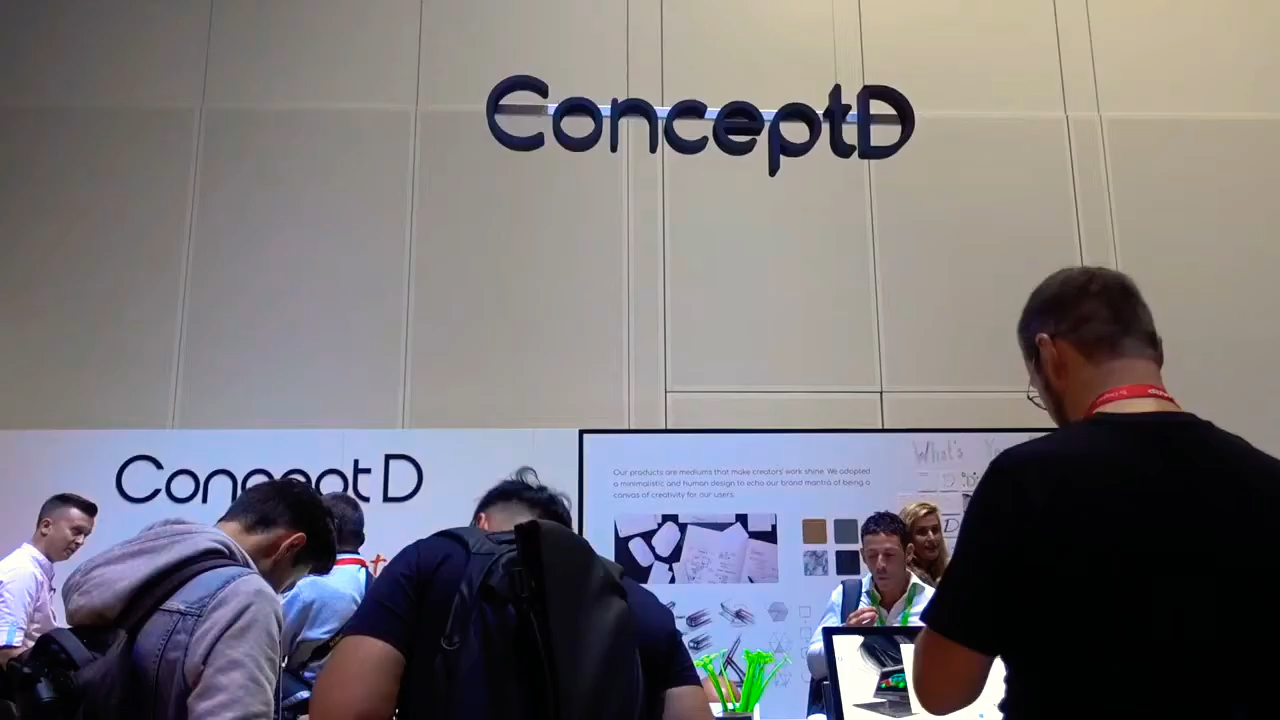 ConceptD
ConceptD
Our products are mediums that make creators' work shine. We adopted
a minimalistic and human design to echo our brand mantra of being a
canvas of creativity for our users.
What's
D
D